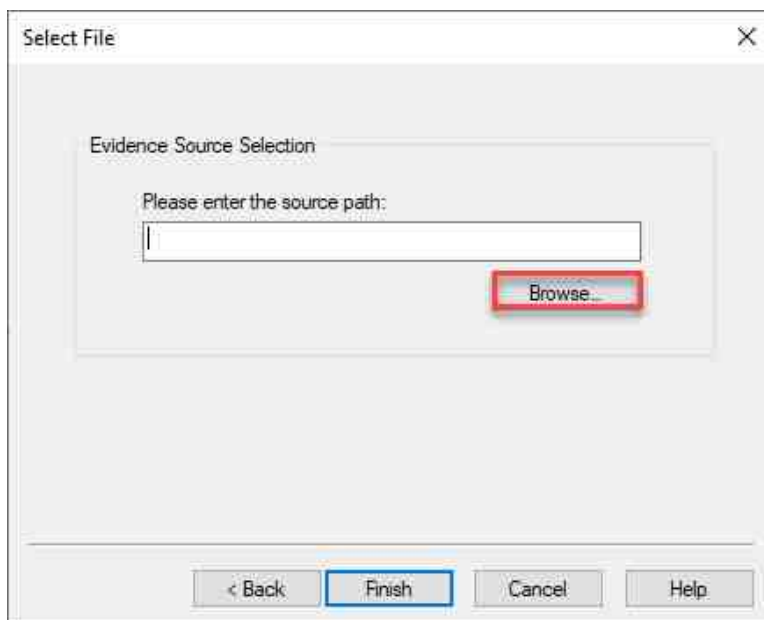 Select File
Evidence Source Selection
Please enter the source path:
Browse...
< Back Finish Cancel Help